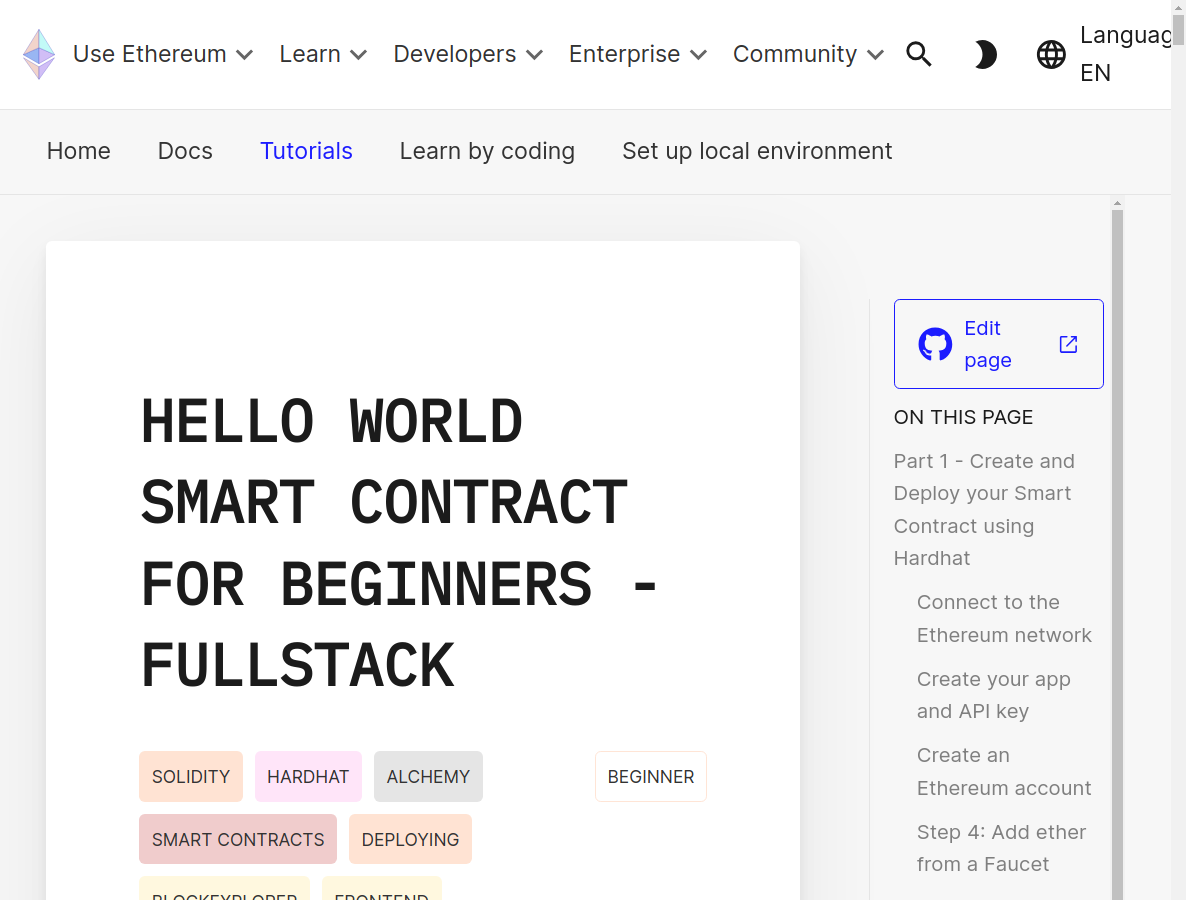 Use Ethereum Learn Developers Enterprise Community
Languag
EN
Home Docs Tutorials Learn by coding Set up local environment
HELLO WORLD
SMART CONTRACT
FOR BEGINNERS -
FULLSTACK
SOLIDITY HARDHAT ALCHEMY BEGINNER
SMART CONTRACTS DEPLOYING
BLOCKEXPLORER FRONTEND
Edit
page
ON THIS PAGE
Part 1 - Create and
Deploy your Smart
Contract using
Hardhat
Connect to the
Ethereum network
Create your app
and API key
Create an
Ethereum account
Step 4: Add ether
from a Faucet